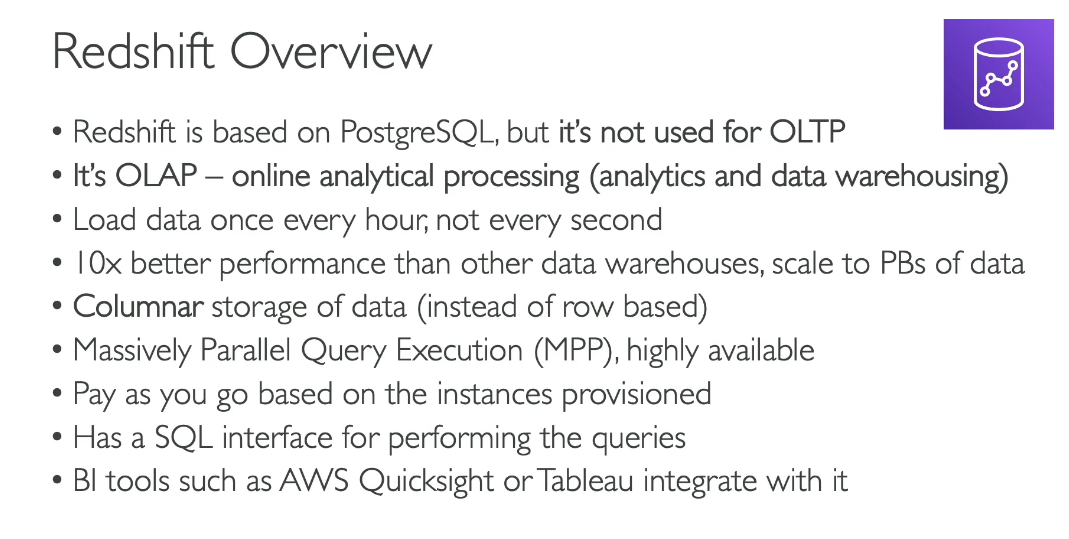 Redshift Overview
• Redshift is based on PostgreSQL, but it's not used for OLTP
• It's OLAP – online analytical processing (analytics and data warehousing)
• Load data once every hour, not every second
• 10x better performance than other data warehouses, scale to PBs of data
• Columnar storage of data (instead of row based)
• Massively Parallel Query Execution (MPP), highly available
• Pay as you go based on the instances provisioned
• Has a SQL interface for performing the queries
• BI tools such as AWS Quicksight or Tableau integrate with it